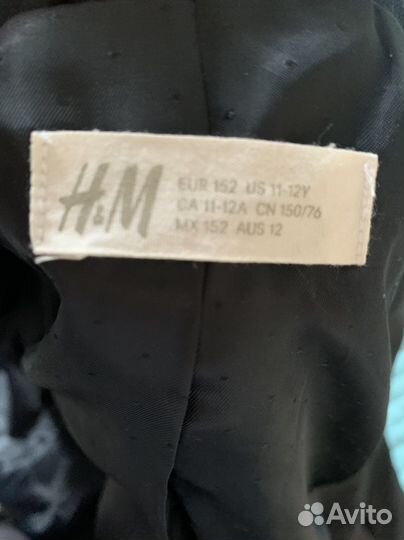 H&M
EUR 152 US 11-12Y
CA 11-12A CN 150/76
MX 152 AUS 12
Avito